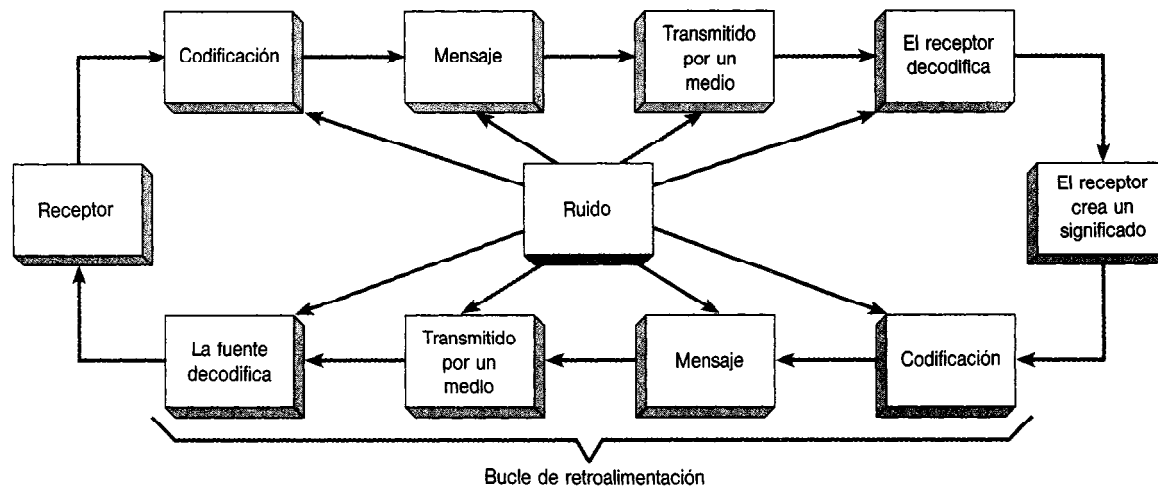 Codificación
Mensaje
Transmitido
por un
medio
El receptor
decodifica
Receptor
Ruido
El receptor
crea un
significado
La fuente
decodifica
Transmitido
por un
medio
Mensaje
Codificación
Bucle de retroalimentación